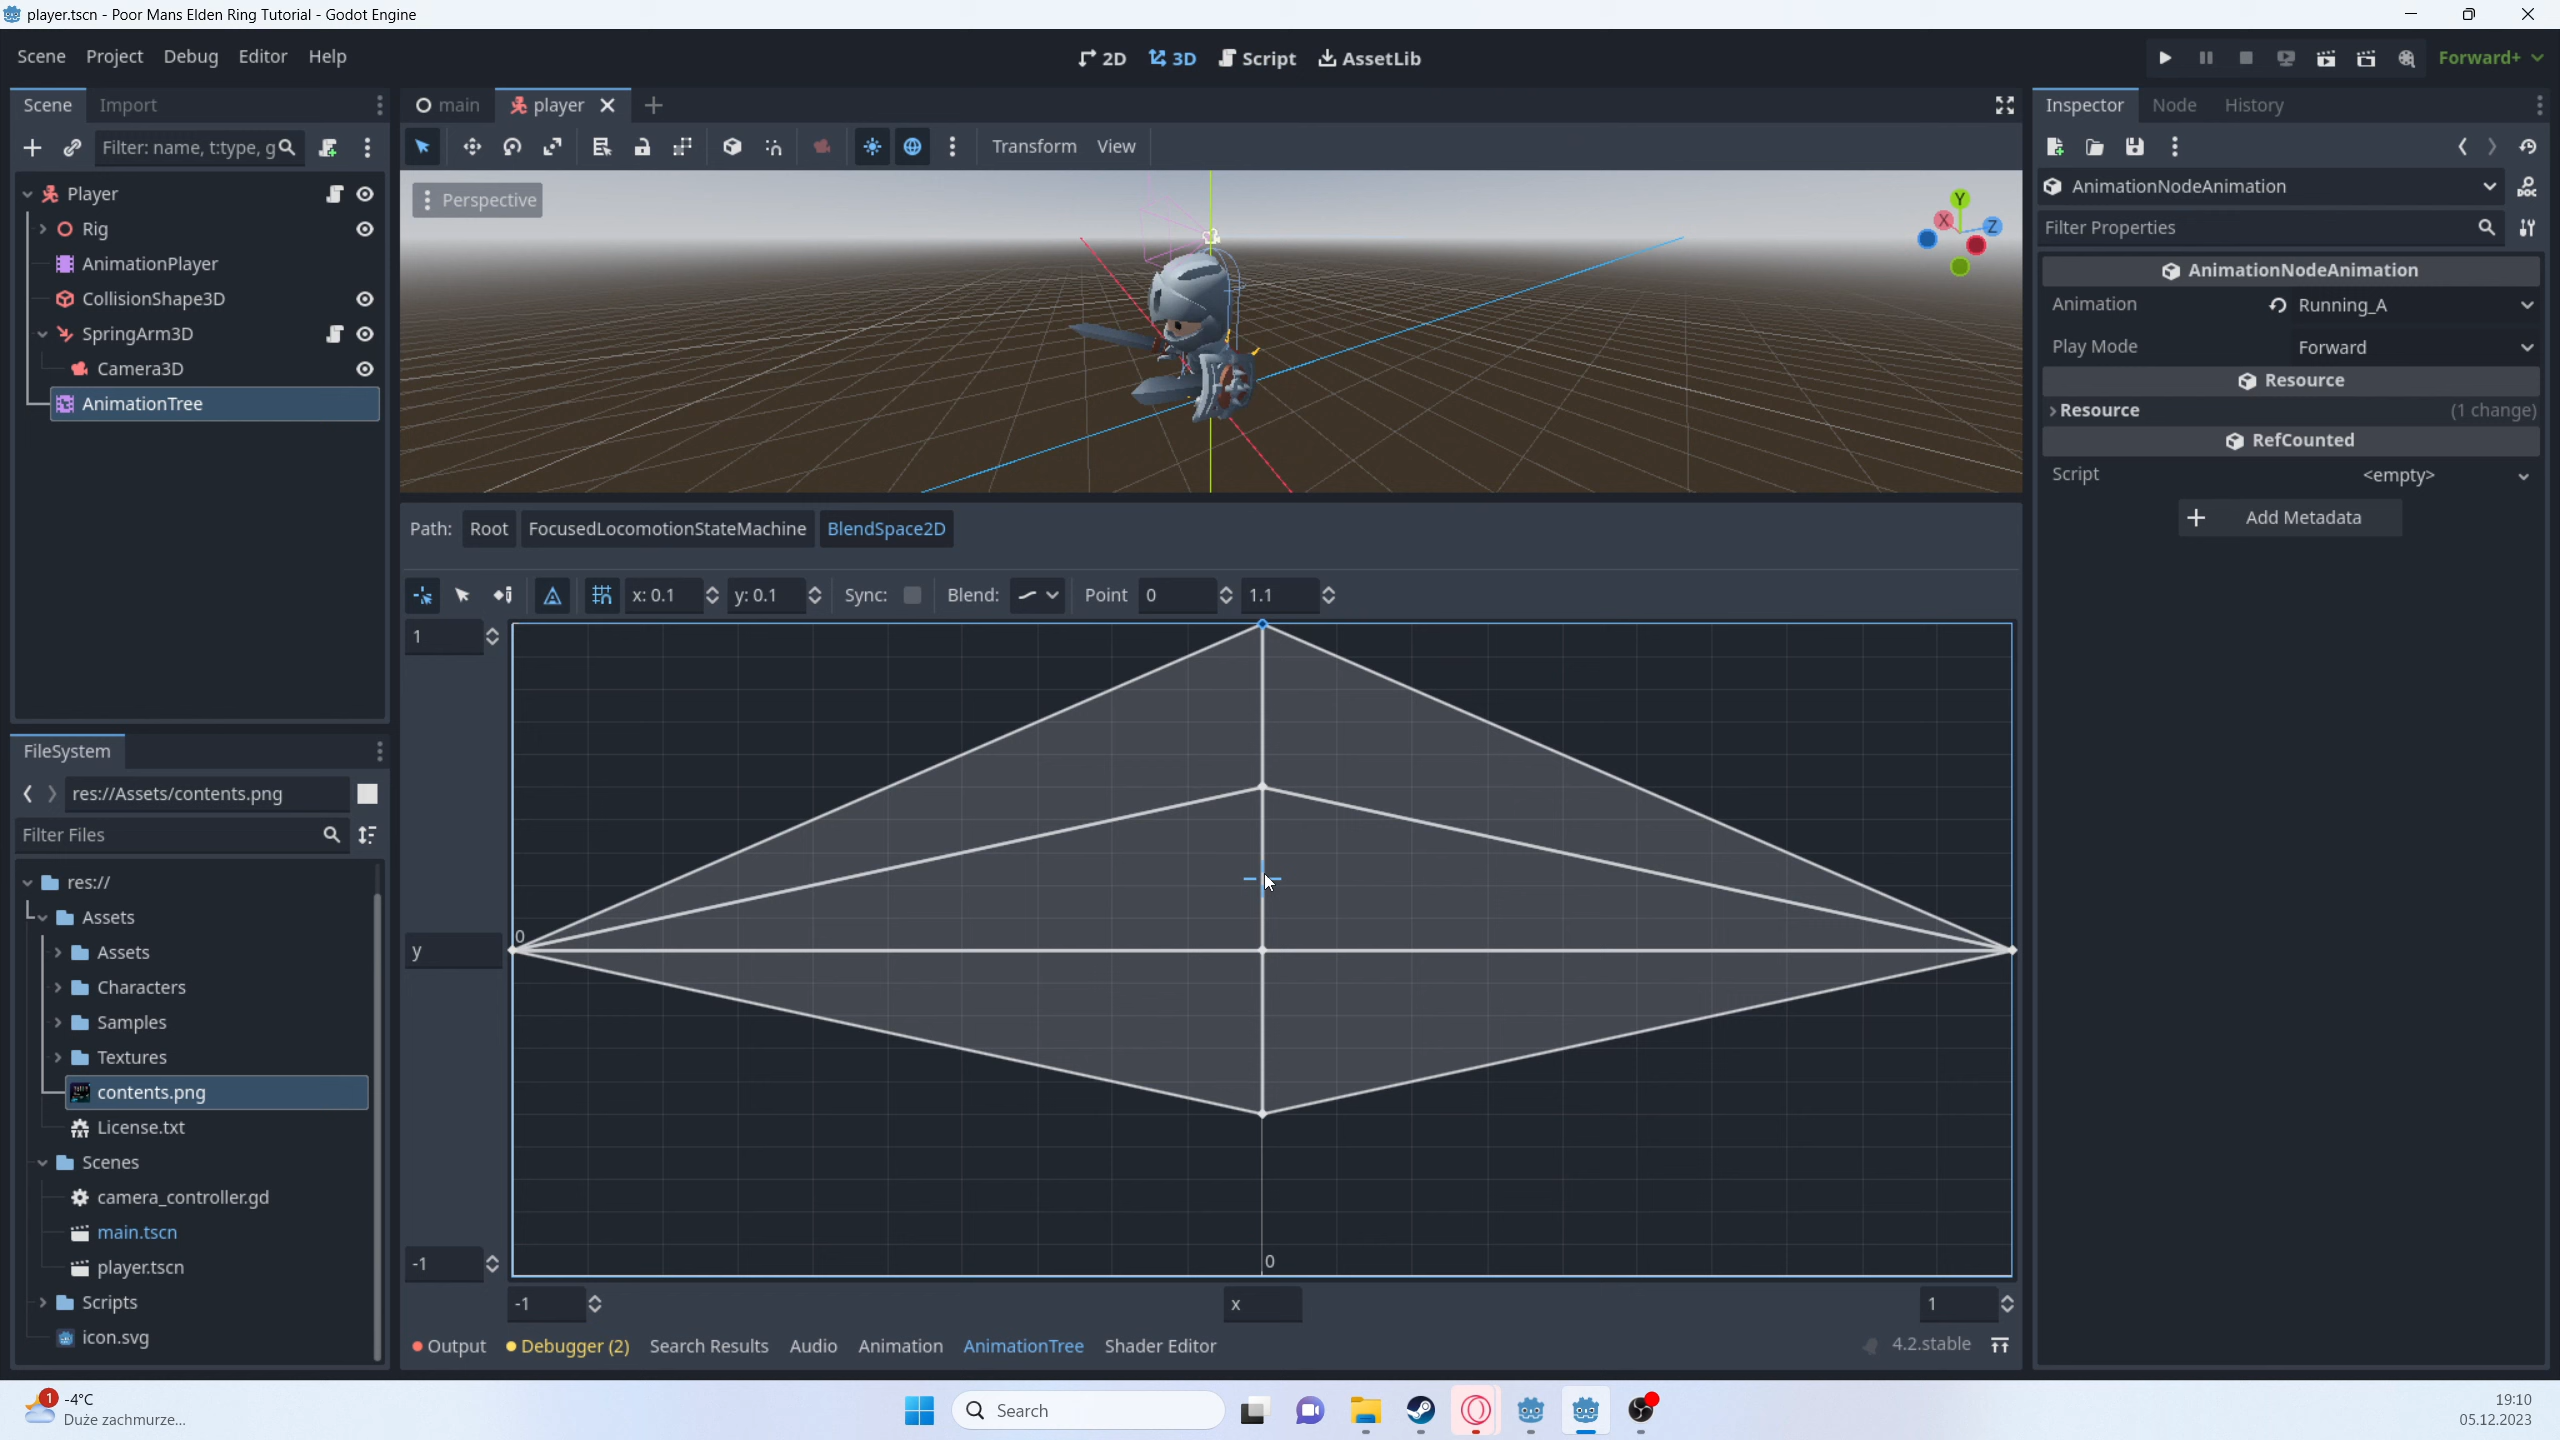 player.tscn - Poor Mans Elden Ring Tutorial - Godot Engine
Scene Project Debug Editor Help
2D 3D Script AssetLib
Forward+
Scene Import
Filter: name, t:type, g
Player
Rig
AnimationPlayer
CollisionShape3D
SpringArm3D
Camera3D
AnimationTree
FileSystem
res://Assets/contents.png
Filter Files
res://
Assets
Assets
Characters
Samples
Textures
contents.png
License.txt
Scenes
camera_controller.gd
main.tscn
player.tscn
Scripts
icon.svg
main player
Transform View
Perspective
Y
X
Z
Path: Root FocusedLocomotionStateMachine BlendSpace2D
x: 0.1 y: 0.1 Sync: Blend: Point 0 1.1
1
0
y
-1
0
-1 x 1
Output Debugger (2) Search Results Audio Animation AnimationTree Shader Editor
4.2.stable
Inspector Node History
AnimationNodeAnimation
Filter Properties
AnimationNodeAnimation
Animation Running_A
Play Mode Forward
Resource
Resource (1 change)
RefCounted
Script <empty>
Add Metadata
1
-4°C
Duże zachmurze...
Search
19:10
05.12.2023